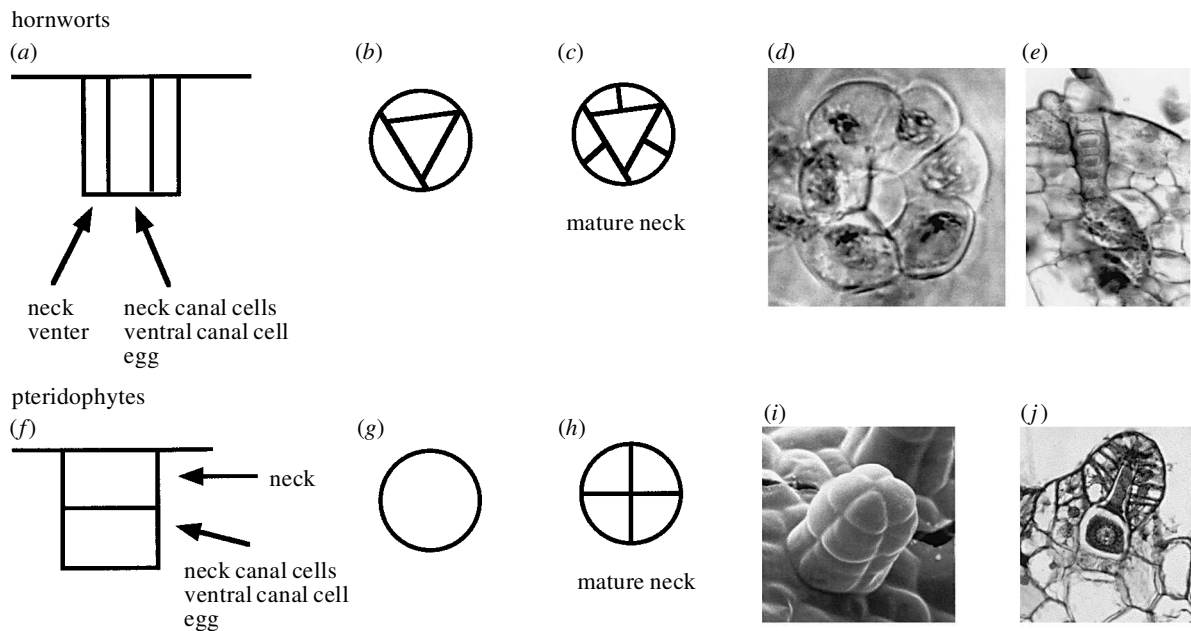 hornworts
(a)
(b)
(c)
(d)
(e)
mature neck
neck
venter
neck canal cells
ventral canal cell
egg
pteridophytes
(f)
(g)
(h)
(i)
(j)
neck
neck canal cells
ventral canal cell
egg
mature neck